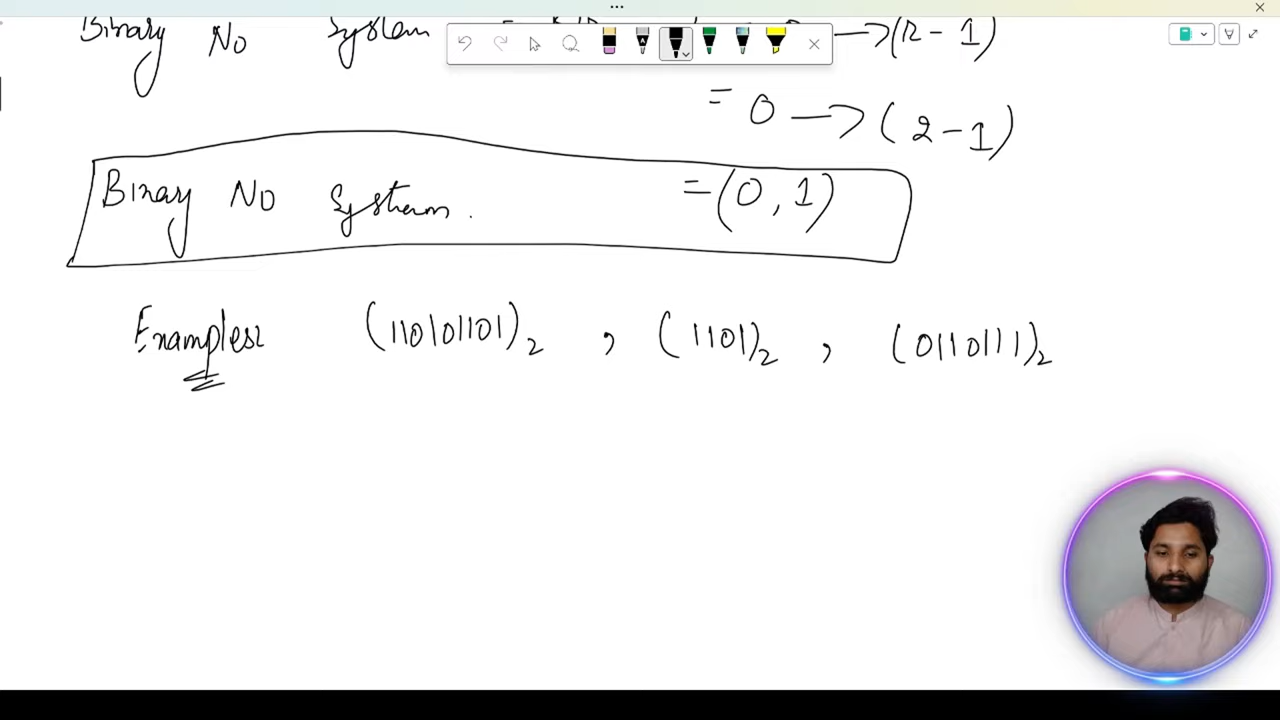 Binary No System = 0 —>(R-1)
= 0 —> (2-1)
Binary No System. =(0,1)
Examples: (110101101)₂ , (1101)₂ , (0110111)₂